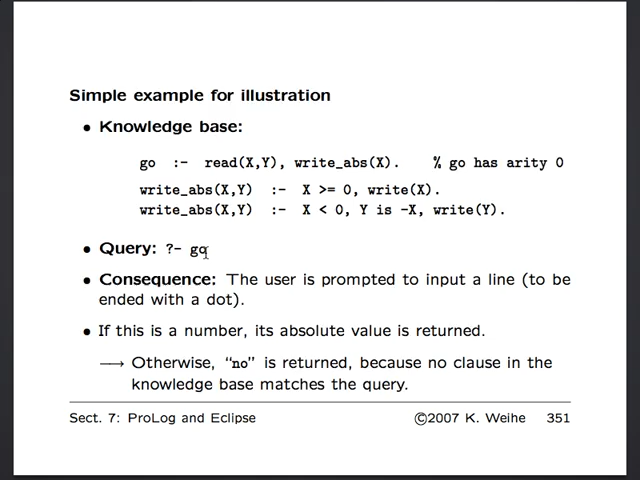 Simple example for illustration
• Knowledge base:
go :- read(X,Y), write_abs(X). % go has arity 0
write_abs(X,Y) :- X >= 0, write(X).
write_abs(X,Y) :- X < 0, Y is -X, write(Y).
• Query: ?- go
• Consequence: The user is prompted to input a line (to be
ended with a dot).
• If this is a number, its absolute value is returned.
⟶ Otherwise, “no” is returned, because no clause in the
knowledge base matches the query.
Sect. 7: ProLog and Eclipse ©2007 K. Weihe 351